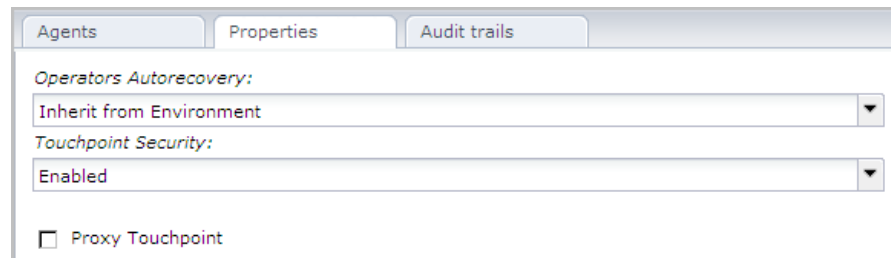 Agents Properties Audit trails
Operators Autorecovery:
Inherit from Environment
Touchpoint Security:
Enabled
Proxy Touchpoint